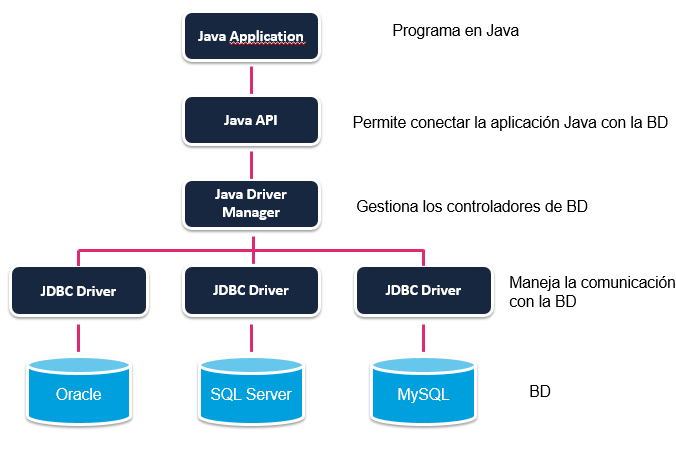 Java Application
Programa en Java
Java API
Permite conectar la aplicación Java con la BD
Java Driver
Manager
Gestiona los controladores de BD
JDBC Driver
JDBC Driver
JDBC Driver
Maneja la comunicación
con la BD
Oracle
SQL Server
MySQL
BD